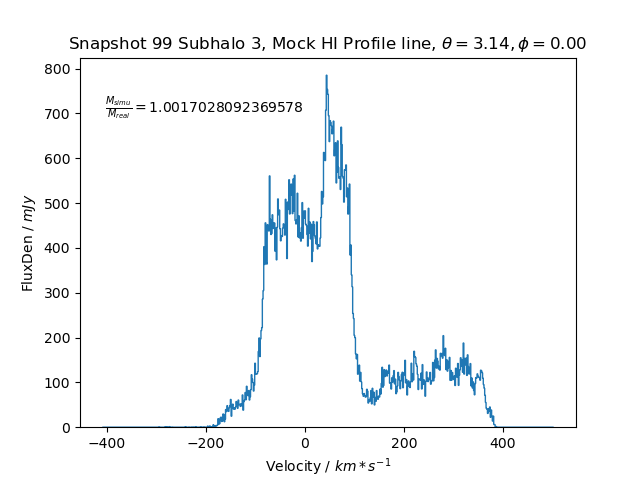 Snapshot 99 Subhalo 3, Mock HI Profile line, θ = 3.14, ϕ = 0.00
M_simu/M_real = 1.0017028092369578
FluxDen / mJy
800
700
600
500
400
300
200
100
0
−400 −200 0 200 400
Velocity / km * s⁻¹